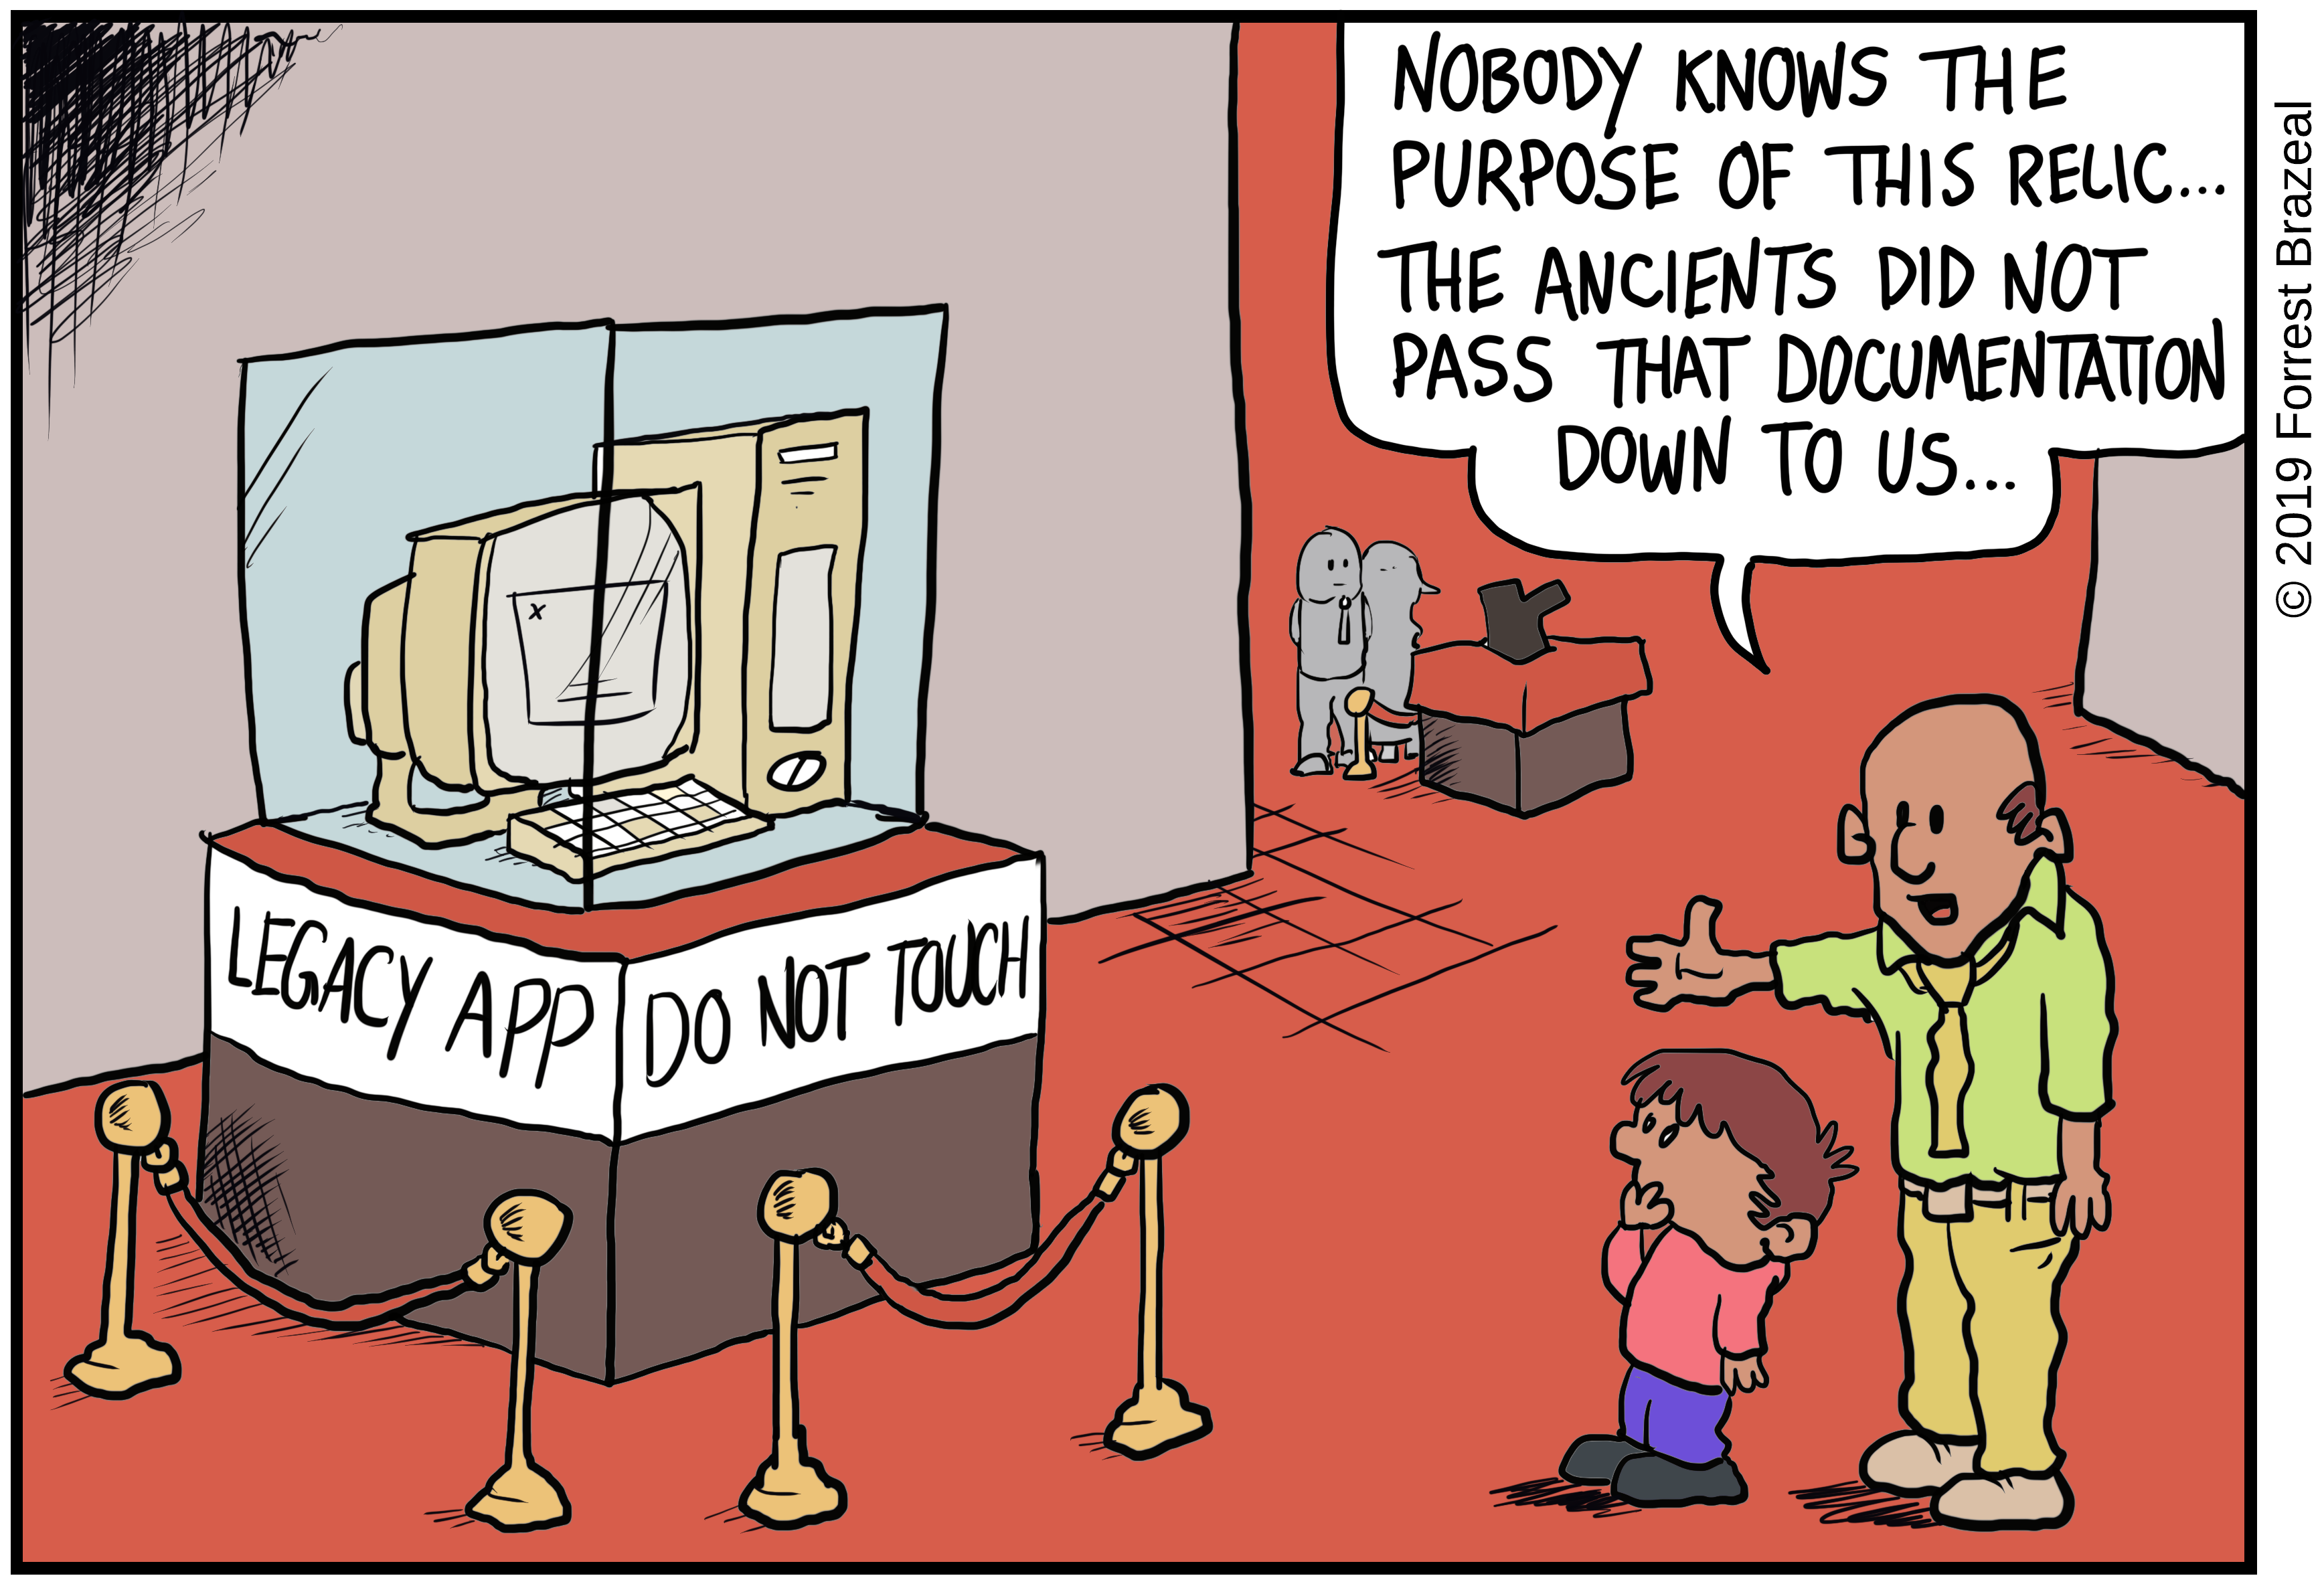 NOBODY KNOWS THE
PURPOSE OF THIS RELIC...
THE ANCIENTS DID NOT
PASS THAT DOCUMENTATION
DOWN TO US...
X
LEGACY APP DO NOT TOUCH
© 2019 Forrest Brazeal